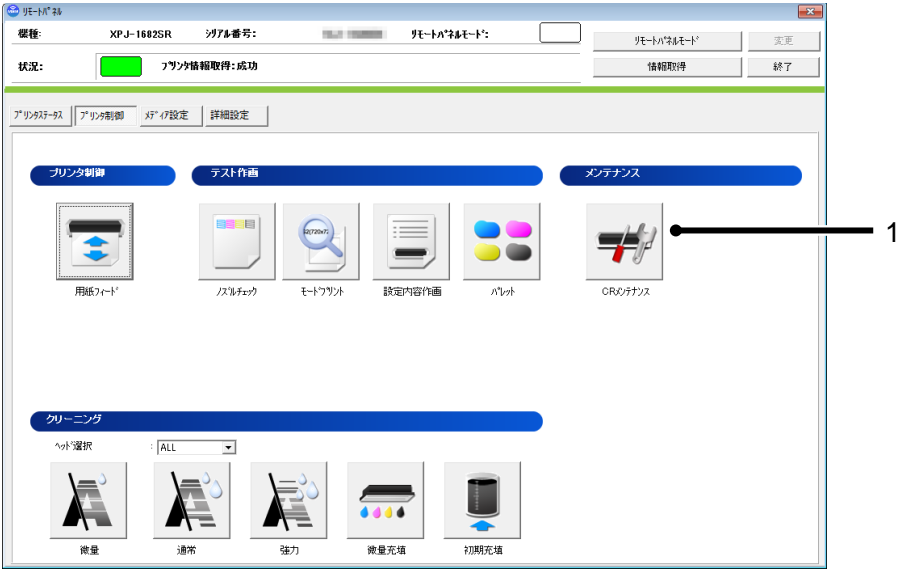 リモートパネル
機種: XPJ-1682SR シリアル番号: リモートパネルモード: リモートパネルモード 変更
状況: プリンタ情報取得:成功 情報取得 終了
プリンタステータス プリンタ制御 メディア設定 詳細設定
プリンタ制御 テスト作画 メンテナンス
1
用紙フィード ノズルチェック モードプリント 設定内容作画 パレット CRメンテナンス
クリーニング
ヘッド選択 : ALL
微量 通常 強力 微量充填 初期充填